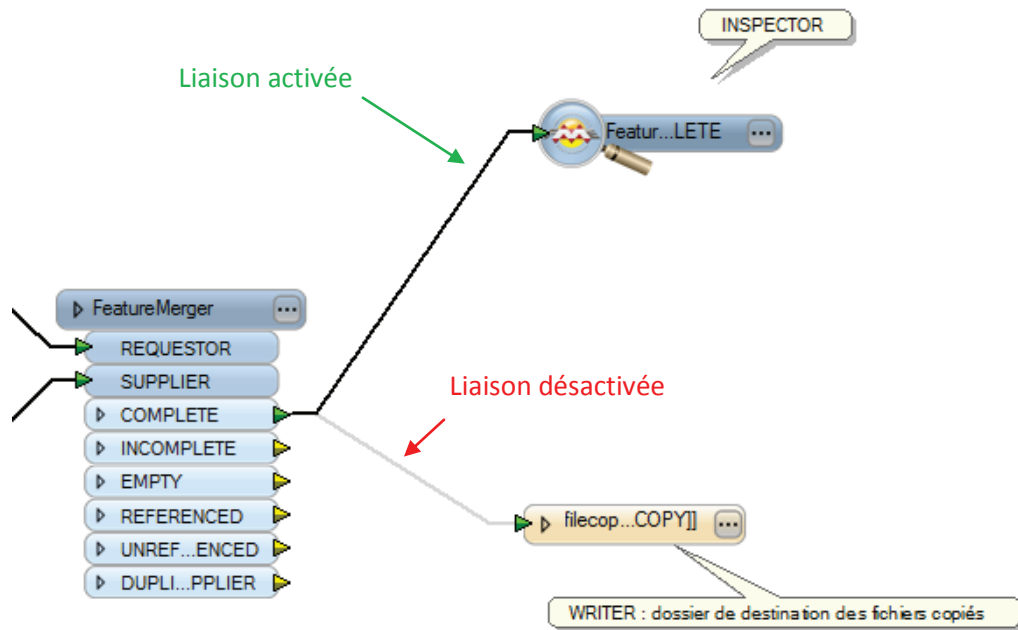 INSPECTOR
Liaison activée
Featur...LETE
FeatureMerger
REQUESTOR
SUPPLIER
Liaison désactivée
COMPLETE
INCOMPLETE
EMPTY
REFERENCED
filecop...COPY]]
UNREF...ENCED
DUPLI...PPLIER
WRITER : dossier de destination des fichiers copiés